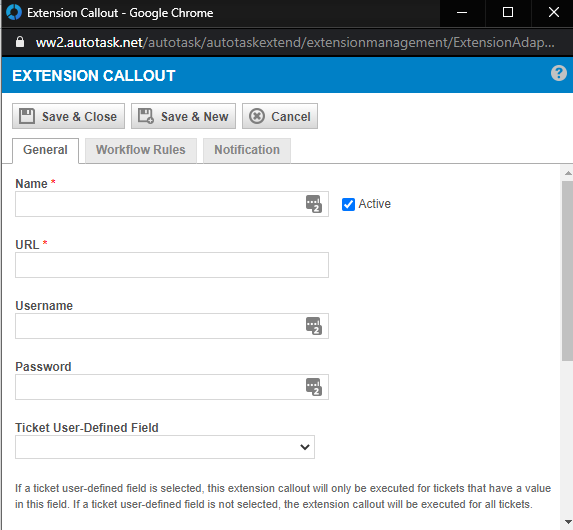 Extension Callout - Google Chrome
ww2.autotask.net/autotask/autotaskextend/extensionmanagement/ExtensionAdap...
EXTENSION CALLOUT ?
Save & Close Save & New Cancel
General Workflow Rules Notification
Name *
2
Active
URL *
Username
2
Password
2
Ticket User-Defined Field
If a ticket user-defined field is selected, this extension callout will only be executed for tickets that have a value
in this field. If a ticket user-defined field is not selected, the extension callout will be executed for all tickets.